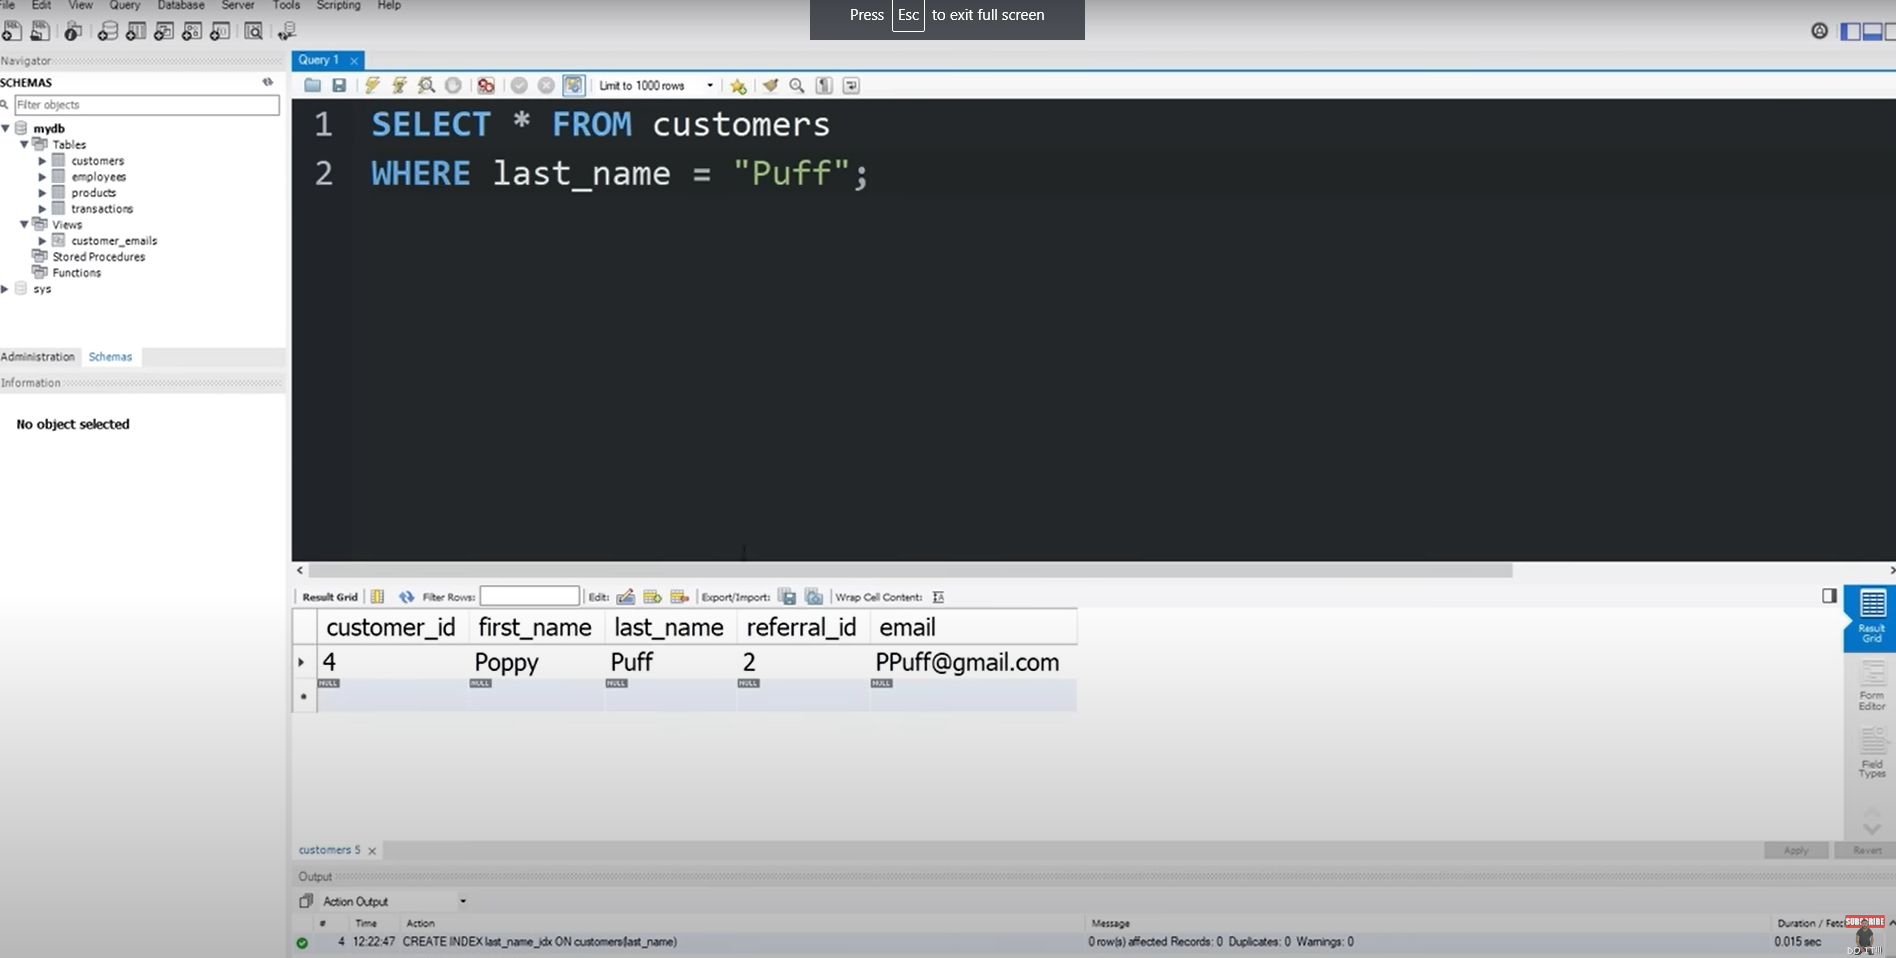 Press Esc to exit full screen
File Edit View Query Database Server Tools Scripting Help
Navigator
SCHEMAS
Filter objects
mydb
Tables
customers
employees
products
transactions
Views
customer_emails
Stored Procedures
Functions
sys
Administration Schemas
Information
No object selected
Query 1
Limit to 1000 rows
1 SELECT * FROM customers
2 WHERE last_name = "Puff";
Result Grid Filter Rows: Edit: Export/Import: Wrap Cell Content:
customer_id first_name last_name referral_id email
4 Poppy Puff 2 PPuff@gmail.com
NULL NULL NULL NULL NULL
Result
Grid
Form
Editor
Field
Types
customers 5
Apply Revert
Output
Action Output
# Time Action Message Duration / Fetc
4 12:22:47 CREATE INDEX last_name_idx ON customers(last_name) 0 row(s) affected Records: 0 Duplicates: 0 Warnings: 0 0.015 sec
SUBSCRIBE